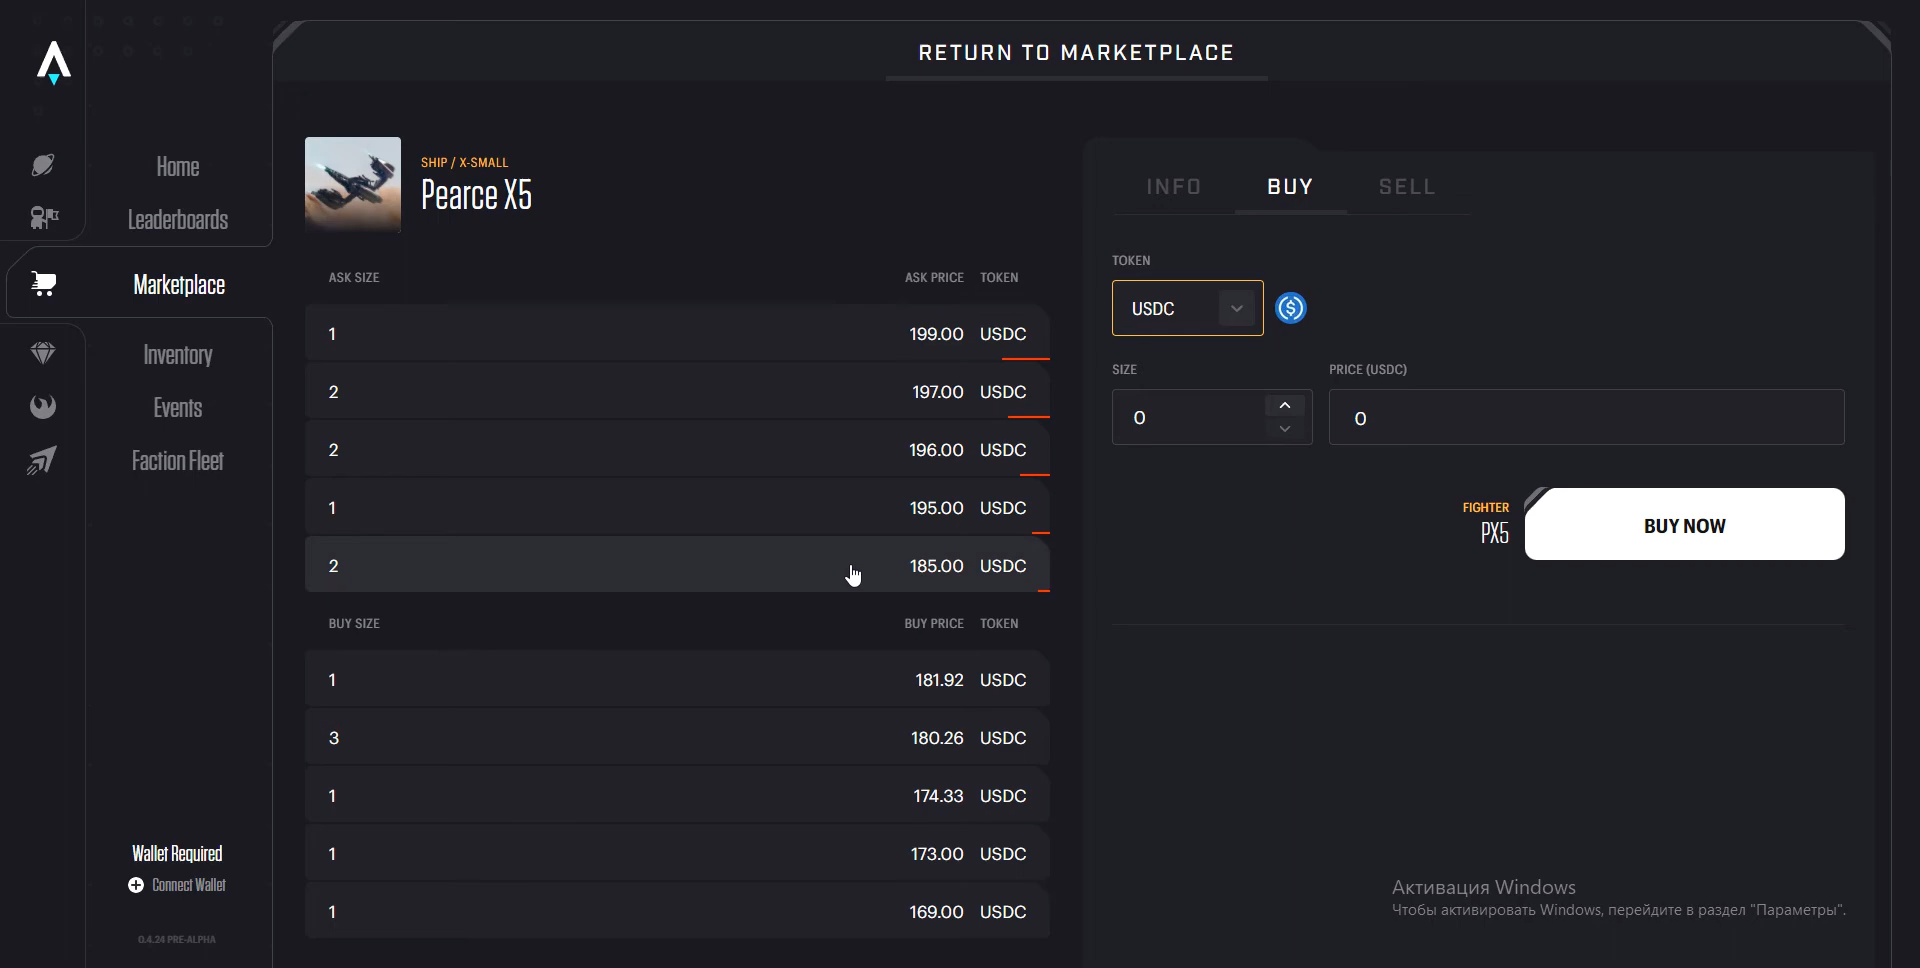 RETURN TO MARKETPLACE
Home
Leaderboards
Marketplace
Inventory
Events
Faction Fleet
Wallet Required
Connect Wallet
0.4.24 PRE-ALPHA
SHIP / X-SMALL
Pearce X5
ASK SIZE ASK PRICE TOKEN
1 199.00 USDC
2 197.00 USDC
2 196.00 USDC
1 195.00 USDC
2 185.00 USDC
BUY SIZE BUY PRICE TOKEN
1 181.92 USDC
3 180.26 USDC
1 174.33 USDC
1 173.00 USDC
1 169.00 USDC
INFO BUY SELL
TOKEN
USDC
SIZE PRICE (USDC)
0 0
FIGHTER
PX5
BUY NOW
Активация Windows
Чтобы активировать Windows, перейдите в раздел "Параметры".